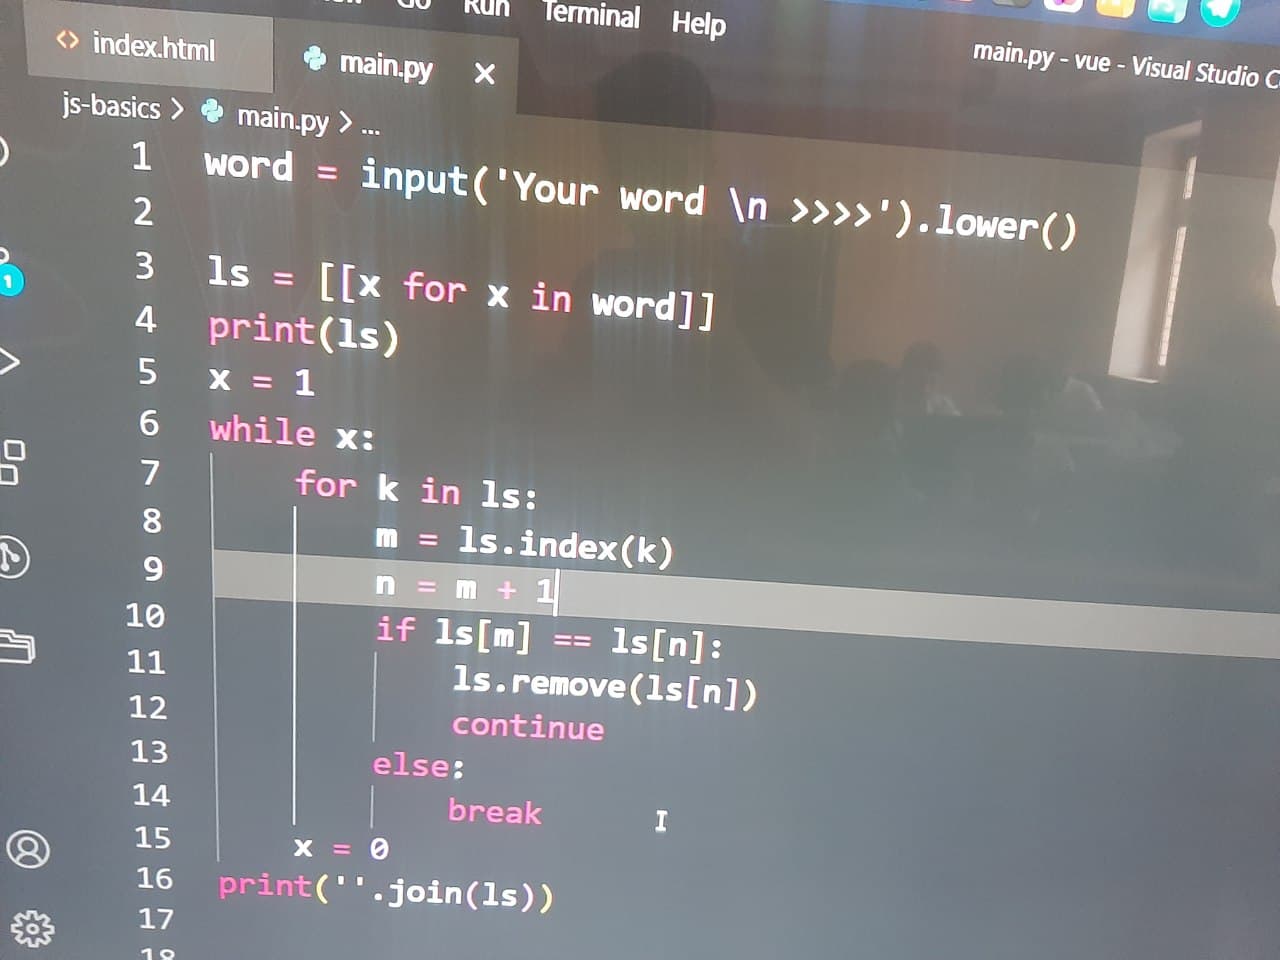 Go Run Terminal Help
main.py - vue - Visual Studio
index.html main.py
js-basics > main.py > ...
1 word = input('Your word \n >>>>').lower()
2
3 ls = [[x for x in word]]
4 print(ls)
5 x = 1
6 while x:
7 for k in ls:
8 m = ls.index(k)
9 n = m + 1
10 if ls[m] == ls[n]:
11 ls.remove(ls[n])
12 continue
13 else:
14 break
15 x = 0
16 print(''.join(ls))
17
18
1